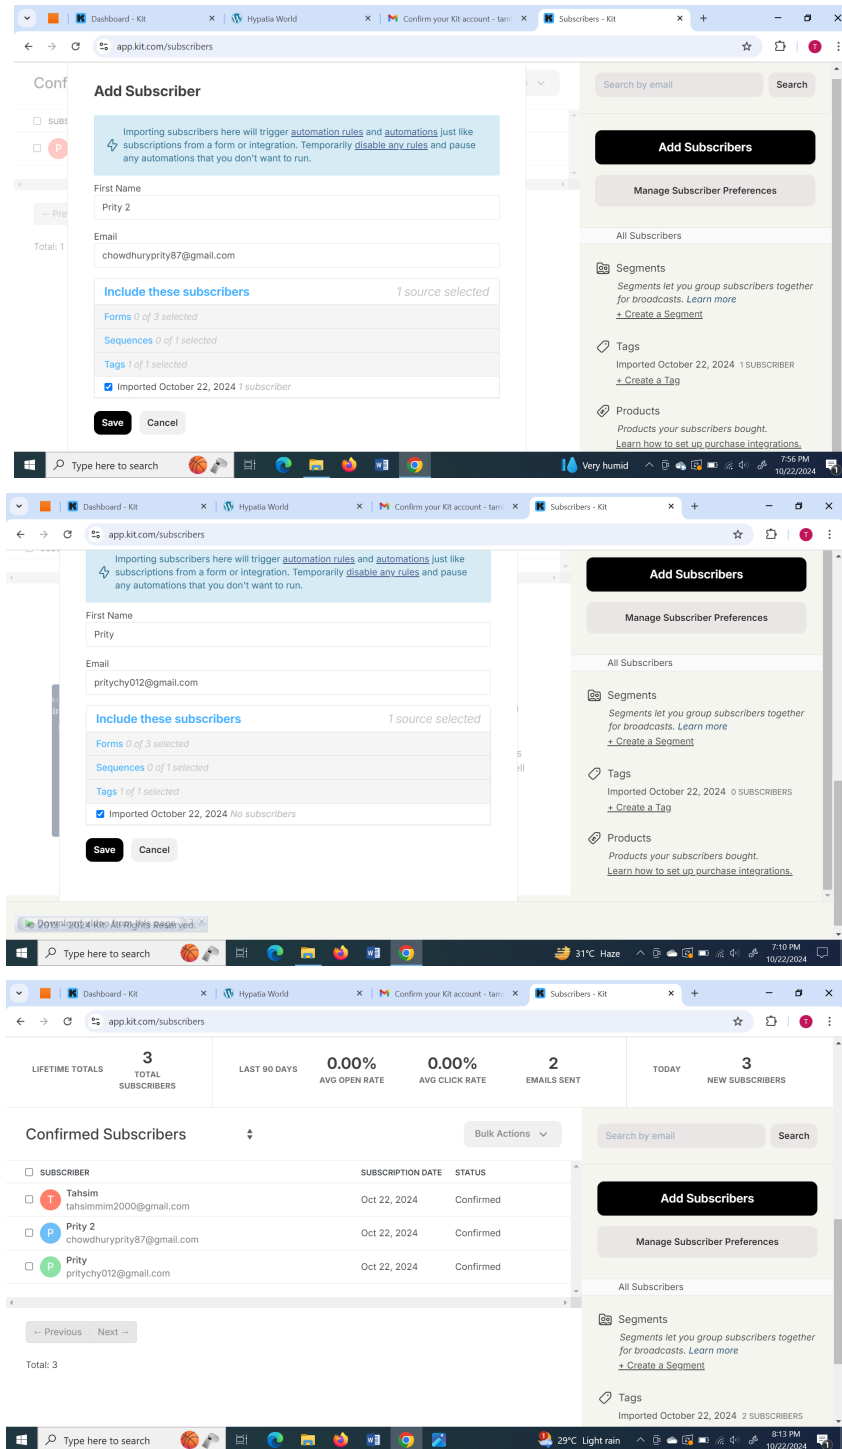 Dashboard - Kit
Hypatia World
Confirm your Kit account - tam
Subscribers - Kit
app.kit.com/subscribers
Conf
Add Subscriber
Search by email
Search
SUBS
P
Importing subscribers here will trigger automation rules and automations just like
subscriptions from a form or integration. Temporarily disable any rules and pause
any automations that you don't want to run.
Add Subscribers
First Name
Manage Subscriber Preferences
Prity 2
← Pre
Email
All Subscribers
Total: 1
chowdhuryprity87@gmail.com
Segments
Segments let you group subscribers together
for broadcasts. Learn more
+ Create a Segment
Include these subscribers 1 source selected
Forms 0 of 3 selected
Sequences 0 of 1 selected
Tags
Tags 1 of 1 selected
Imported October 22, 2024 1 SUBSCRIBER
+ Create a Tag
Imported October 22, 2024 1 subscriber
Products
Save Cancel
Products your subscribers bought.
Learn how to set up purchase integrations.
Type here to search
Very humid
7:56 PM
10/22/2024
Dashboard - Kit
Hypatia World
Confirm your Kit account - tam
Subscribers - Kit
app.kit.com/subscribers
Importing subscribers here will trigger automation rules and automations just like
subscriptions from a form or integration. Temporarily disable any rules and pause
any automations that you don't want to run.
Add Subscribers
First Name
Manage Subscriber Preferences
Prity
Email
All Subscribers
pritychy012@gmail.com
Segments
Segments let you group subscribers together
for broadcasts. Learn more
+ Create a Segment
Include these subscribers 1 source selected
Forms 0 of 3 selected
Sequences 0 of 1 selected
Tags
Tags 1 of 1 selected
Imported October 22, 2024 0 SUBSCRIBERS
+ Create a Tag
Imported October 22, 2024 No subscribers
Products
Save Cancel
Products your subscribers bought.
Learn how to set up purchase integrations.
Download video from this page
© 2013 - 2024 Kit. All Rights Reserved.
Type here to search
31°C Haze
7:10 PM
10/22/2024
Dashboard - Kit
Hypatia World
Confirm your Kit account - tam
Subscribers - Kit
app.kit.com/subscribers
LIFETIME TOTALS
3
TOTAL
SUBSCRIBERS
LAST 90 DAYS
0.00%
AVG OPEN RATE
0.00%
AVG CLICK RATE
2
EMAILS SENT
TODAY
3
NEW SUBSCRIBERS
Confirmed Subscribers
Bulk Actions
Search by email
Search
SUBSCRIBER SUBSCRIPTION DATE STATUS
T
Tahsim
tahsimmim2000@gmail.com
Oct 22, 2024 Confirmed
Add Subscribers
P
Prity 2
chowdhuryprity87@gmail.com
Oct 22, 2024 Confirmed
Manage Subscriber Preferences
P
Prity
pritychy012@gmail.com
Oct 22, 2024 Confirmed
All Subscribers
Segments
Segments let you group subscribers together
for broadcasts. Learn more
+ Create a Segment
← Previous Next →
Total: 3
Tags
Imported October 22, 2024 2 SUBSCRIBERS
Type here to search
29°C Light rain
8:13 PM
10/22/2024